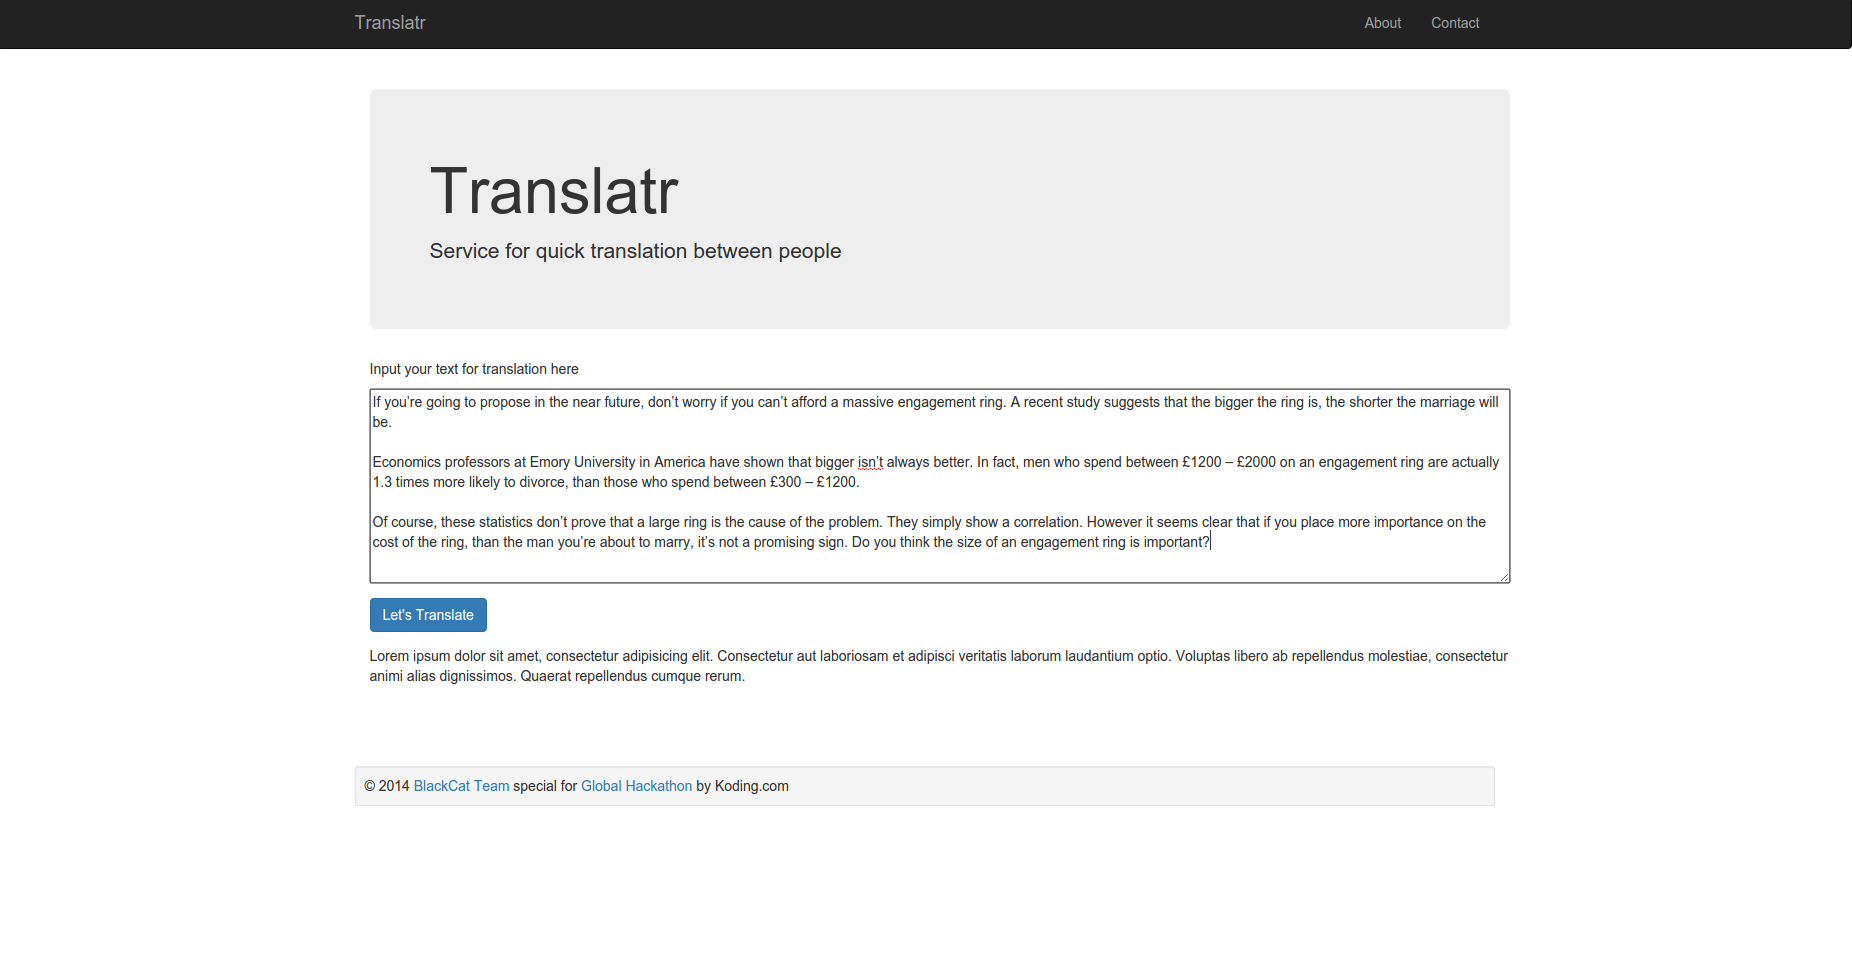 Translatr
About
Contact
Translatr
Service for quick translation between people
Input your text for translation here
If you’re going to propose in the near future, don’t worry if you can’t afford a massive engagement ring. A recent study suggests that the bigger the ring is, the shorter the marriage will
be.
Economics professors at Emory University in America have shown that bigger isn’t always better. In fact, men who spend between £1200 – £2000 on an engagement ring are actually
1.3 times more likely to divorce, than those who spend between £300 – £1200.
Of course, these statistics don’t prove that a large ring is the cause of the problem. They simply show a correlation. However it seems clear that if you place more importance on the
cost of the ring, than the man you’re about to marry, it’s not a promising sign. Do you think the size of an engagement ring is important?
Let's Translate
Lorem ipsum dolor sit amet, consectetur adipisicing elit. Consectetur aut laboriosam et adipisci veritatis laborum laudantium optio. Voluptas libero ab repellendus molestiae, consectetur
animi alias dignissimos. Quaerat repellendus cumque rerum.
© 2014 BlackCat Team special for Global Hackathon by Koding.com